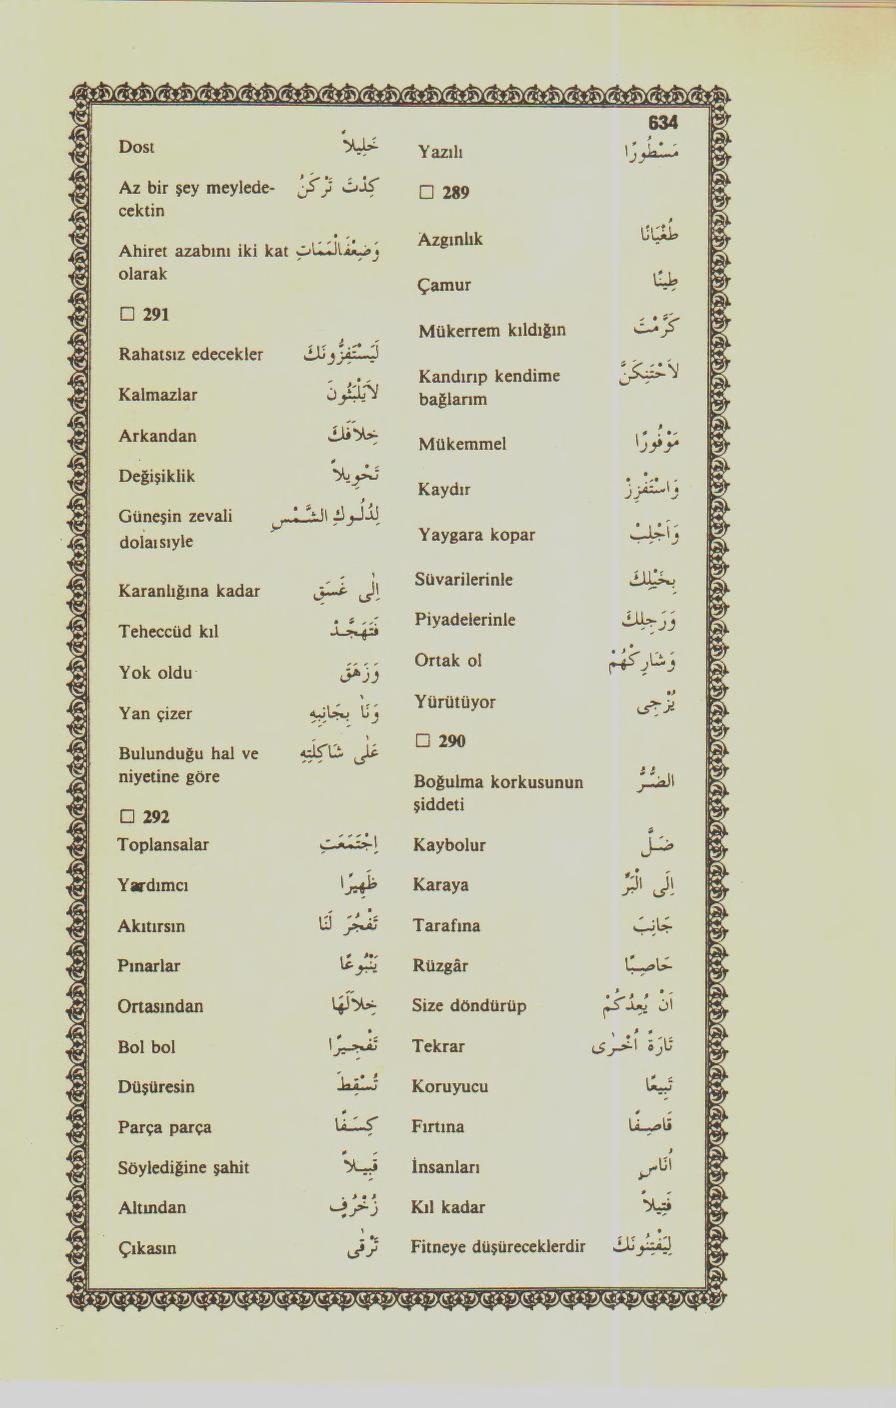 634
Yazılı مَسْطُورًا
□ 289
Azgınlık طُغْيَانًا
Çamur طِينًا
Mükerrem kıldığın كَرَّمْتَ
Kandırıp kendime لَاَحْتَنِكَنَّ
bağlarım
Mükemmel مَوْفُورًا
Kaydır وَاسْتَفْزِزْ
Yaygara kopar وَاَجْلِبْ
Süvarilerinle بِخَيْلِكَ
Piyadelerinle وَرَجِلِكَ
Ortak ol وَشَارِكْهُمْ
Yürütüyor يُزْجِى
□ 290
Boğulma korkusunun الضُّرُّ
şiddeti
Kaybolur ضَلَّ
Karaya اِلَى الْبَرِّ
Tarafına جَانِبَ
Rüzgâr حَاصِبًا
Size döndürüp اَنْ يُعِدْكُمْ
Tekrar تَارَةً اُخْرٰى
Koruyucu تَبِيعًا
Fırtına قَاصِفًا
İnsanları اُنَاسٍ
Kıl kadar فَتِيلاً
Fitneye düşüreceklerdir لَيَفْتِنُونَكَ
Dost خَلِيلاً
Az bir şey meylede- كِدْتَ تَرْكَنُ
cektin
Ahiret azabını iki kat وَضِعْفَالْمَمَاتِ
olarak
□ 291
Rahatsız edecekler لَيَسْتَفِزُّونَكَ
Kalmazlar لاَيَلْبَثُونَ
Arkandan خِلاَفَكَ
Değişiklik تَحْوِيلاً
Güneşin zevali لِدُلُوكِ الشَّمْسِ
dolaısıyle
Karanlığına kadar اِلٰى غَسَقِ
Teheccüd kıl فَتَهَجَّدْ
Yok oldu وَزَهَقَ
Yan çizer وَنَاٰ بِجَانِبِهِ
Bulunduğu hal ve عَلٰى شَاكِلَتِهِ
niyetine göre
□ 292
Toplansalar اِجْتَمَعَتِ
Yardımcı ظَهِيرًا
Akıtırsın تَفْجُرَ لَنَا
Pınarlar يَنْبُوعًا
Ortasından خِلاَلَهَا
Bol bol تَفْجِيرًا
Düşüresin تُسْقِطَ
Parça parça كِسَفًا
Söylediğine şahit قَبِيلاً
Altından زُخْرُفٍ
Çıkasın تَرْقٰى